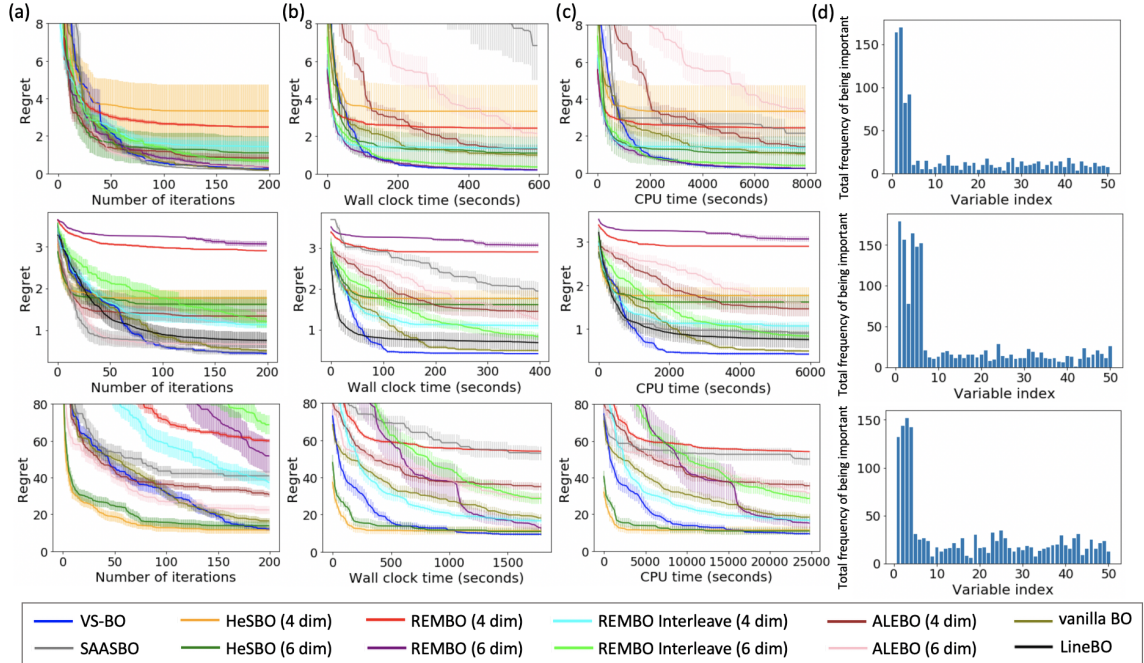 (a)
(b)
(c)
(d)
8
6
4
2
0
Regret
0 50 100 150 200
Number of iterations
8
6
4
2
0
Regret
0 200 400 600
Wall clock time (seconds)
8
6
4
2
0
Regret
0 2000 4000 6000 8000
CPU time (seconds)
Total frequency of being important
150
100
50
0
0 10 20 30 40 50
Variable index
3
2
1
Regret
0 50 100 150 200
Number of iterations
3
2
1
Regret
0 100 200 300 400
Wall clock time (seconds)
3
2
1
Regret
0 2000 4000 6000
CPU time (seconds)
Total frequency of being important
150
100
50
0
0 10 20 30 40 50
Variable index
80
60
40
20
0
Regret
0 50 100 150 200
Number of iterations
80
60
40
20
0
Regret
0 500 1000 1500
Wall clock time (seconds)
80
60
40
20
0
Regret
0 5000 10000 15000 20000 25000
CPU time (seconds)
Total frequency of being important
150
100
50
0
0 10 20 30 40 50
Variable index
VS-BO HeSBO (4 dim) REMBO (4 dim) REMBO Interleave (4 dim) ALEBO (4 dim) vanilla BO
SAASBO HeSBO (6 dim) REMBO (6 dim) REMBO Interleave (6 dim) ALEBO (6 dim) LineBO